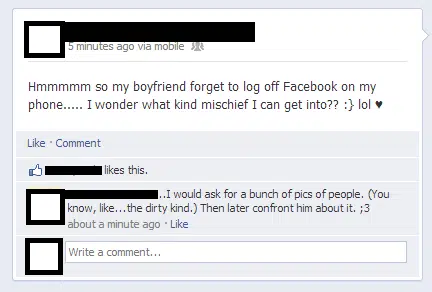 5 minutes ago via mobile
Hmmmmm so my boyfriend forget to log off Facebook on my
phone..... I wonder what kind mischief I can get into?? :} lol ♥
Like · Comment
likes this.
..I would ask for a bunch of pics of people. (You
know, like...the dirty kind.) Then later confront him about it. ;3
about a minute ago · Like
Write a comment...